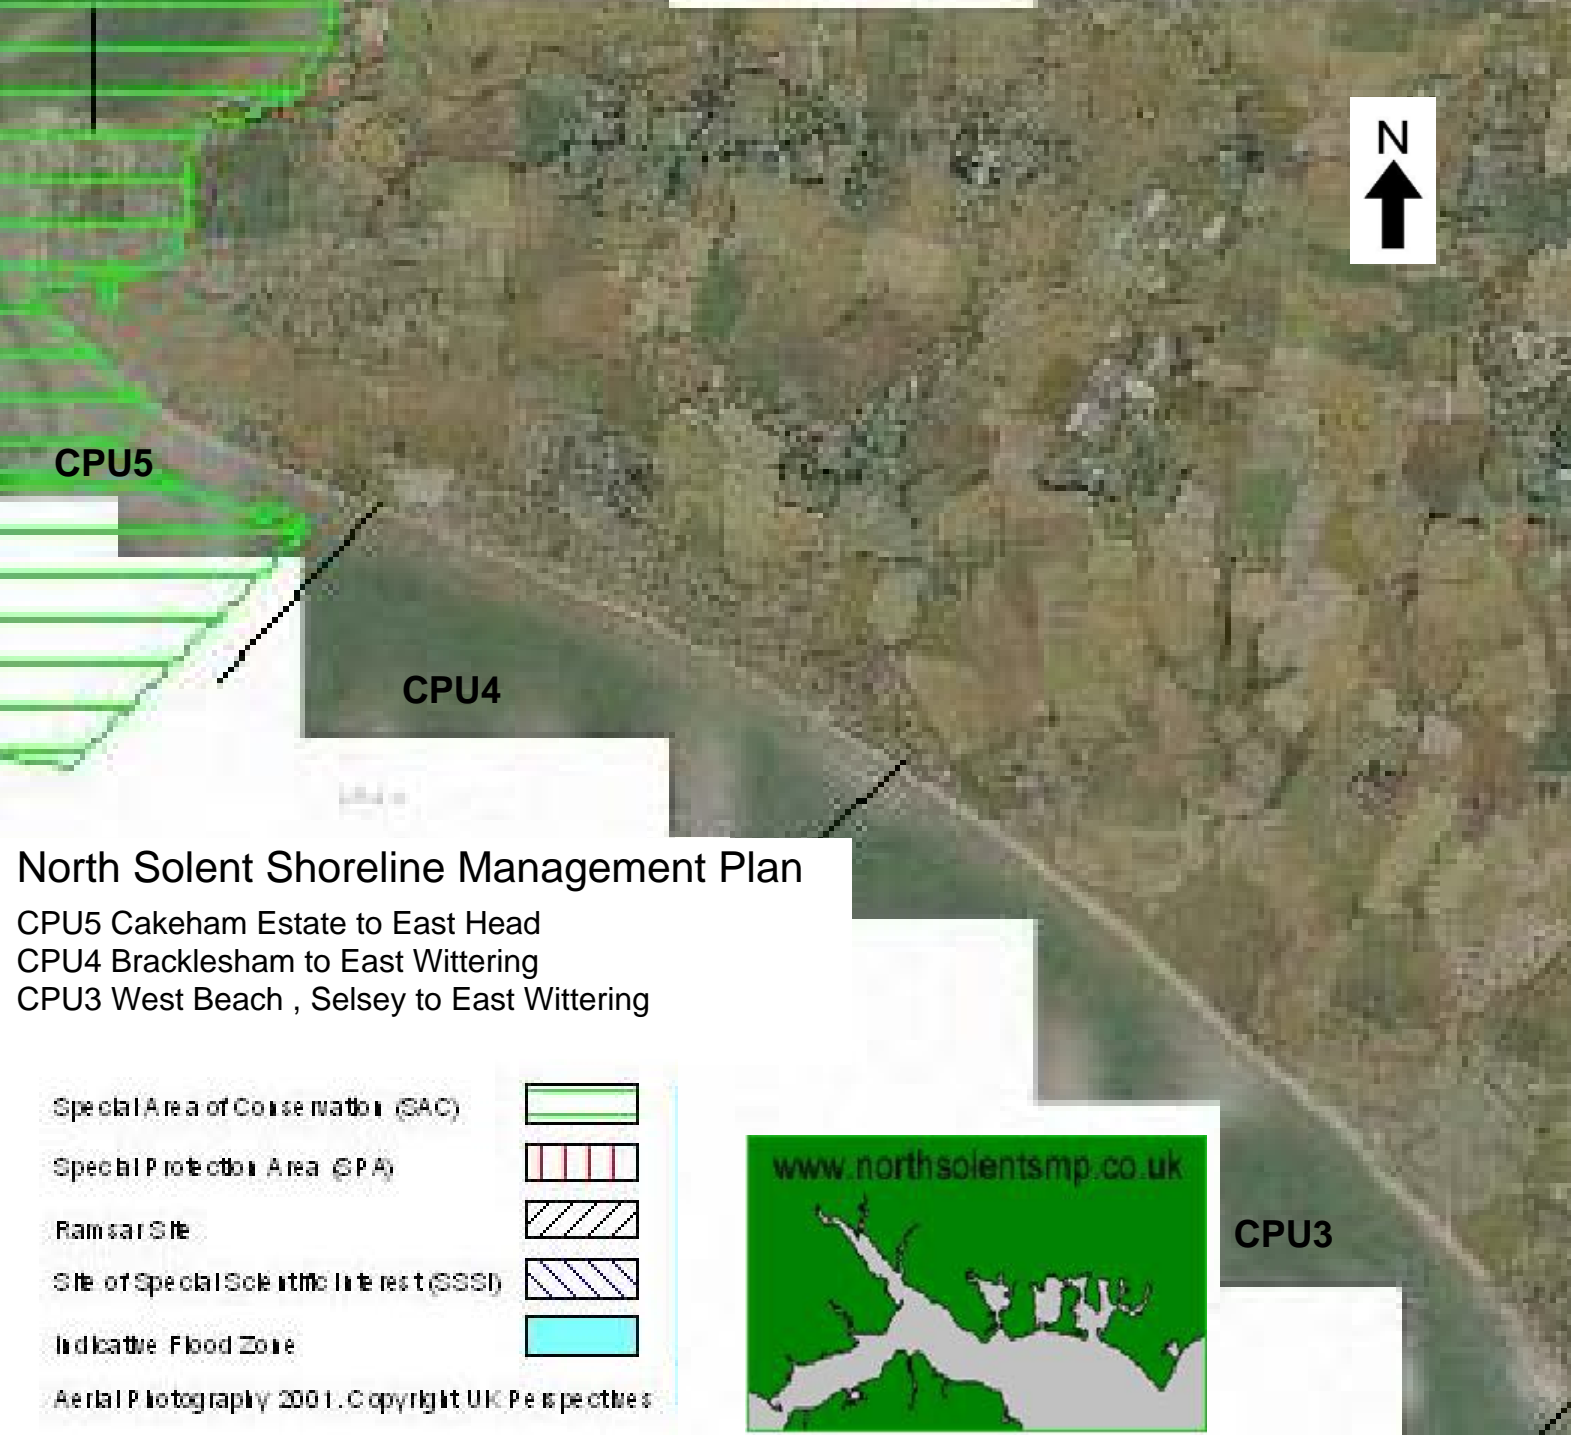 N
CPU5
CPU4
North Solent Shoreline Management Plan
CPU5 Cakeham Estate to East Head
CPU4 Bracklesham to East Wittering
CPU3 West Beach , Selsey to East Wittering
Special Area of Conservation (SAC)
Special Protection Area (SPA)
Ramsar Site
Site of Special Scientific Interest (SSSI)
Indicative Flood Zone
Aerial Photography 2001. Copyright UK Perspectives
www.northsolentsmp.co.uk
CPU3